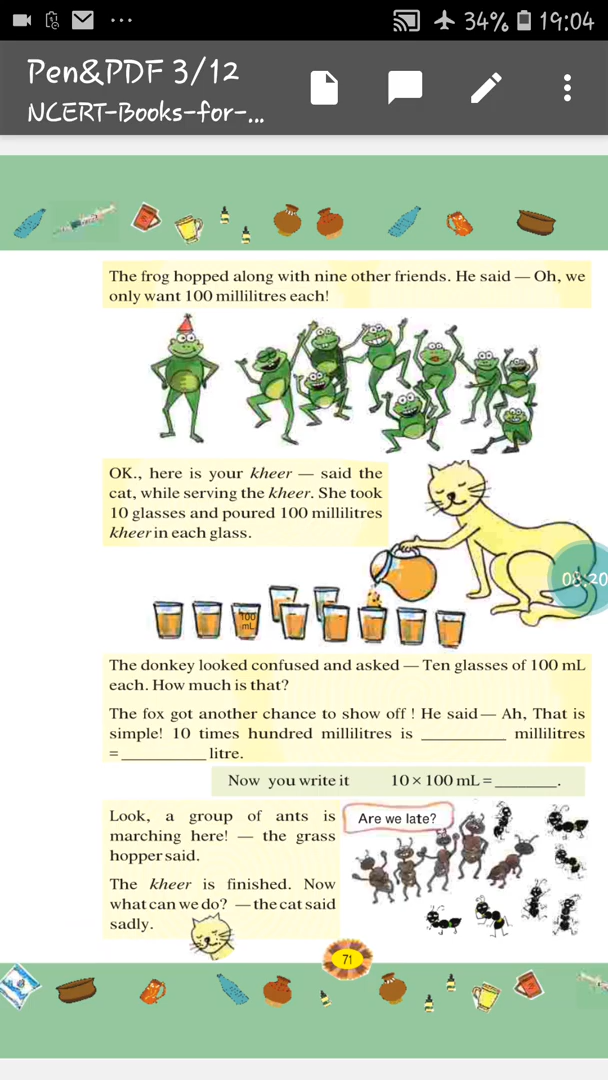 34% 19:04
Pen&PDF 3/12
NCERT-Books-for-...
The frog hopped along with nine other friends. He said — Oh, we
only want 100 millilitres each!
OK., here is your kheer — said the
cat, while serving the kheer. She took
10 glasses and poured 100 millilitres
kheer in each glass.
08:20
100
mL
The donkey looked confused and asked — Ten glasses of 100 mL
each. How much is that?
The fox got another chance to show off ! He said — Ah, That is
simple! 10 times hundred millilitres is ________ millilitres
= ________ litre.
Now you write it 10 × 100 mL = ______.
Look, a group of ants is
marching here! — the grass
hopper said.
The kheer is finished. Now
what can we do? — the cat said
sadly.
Are we late?
71